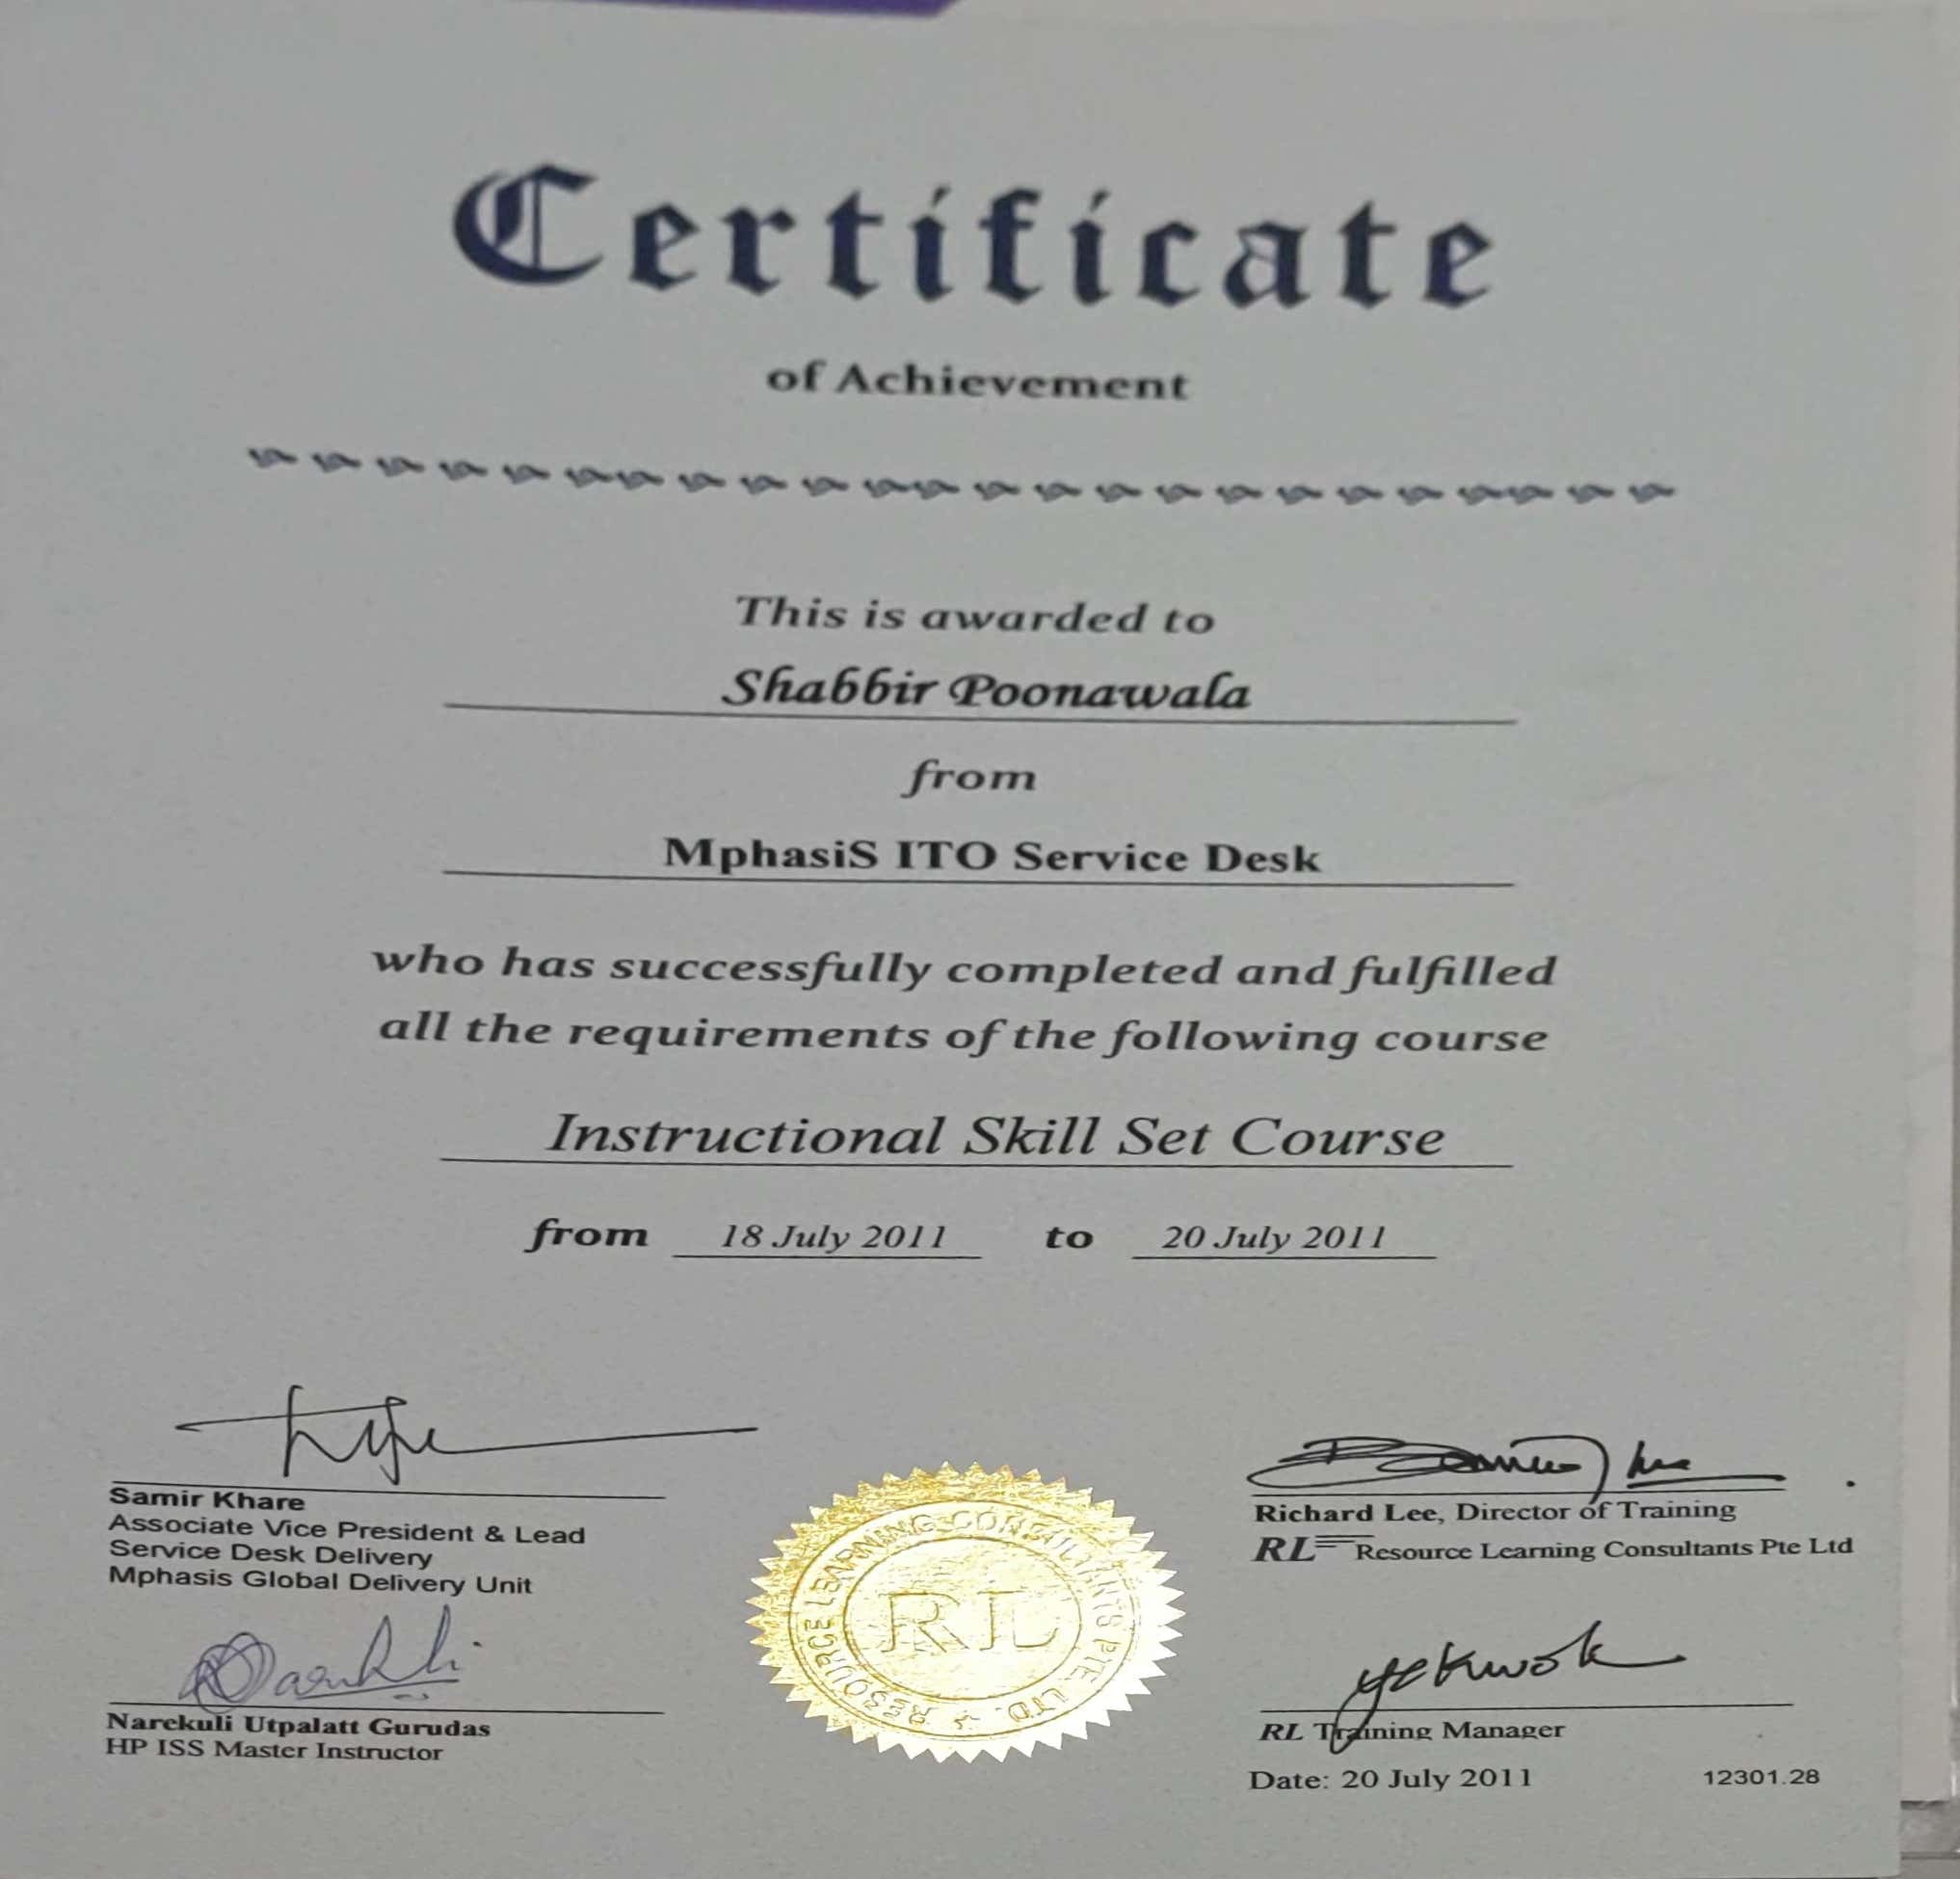 Certificate
of Achievement
This is awarded to
Shabbir Poonawala
from
MphasiS ITO Service Desk
who has successfully completed and fulfilled
all the requirements of the following course
Instructional Skill Set Course
from 18 July 2011 to 20 July 2011
Samir Khare
Associate Vice President & Lead
Service Desk Delivery
Mphasis Global Delivery Unit
Narekuli Utpalatt Gurudas
HP ISS Master Instructor
RESOURCE LEARNING CONSULTANTS PTE. LTD.
RL
Richard Lee, Director of Training
RL Resource Learning Consultants Pte Ltd
RL Training Manager
Date: 20 July 2011 12301.28